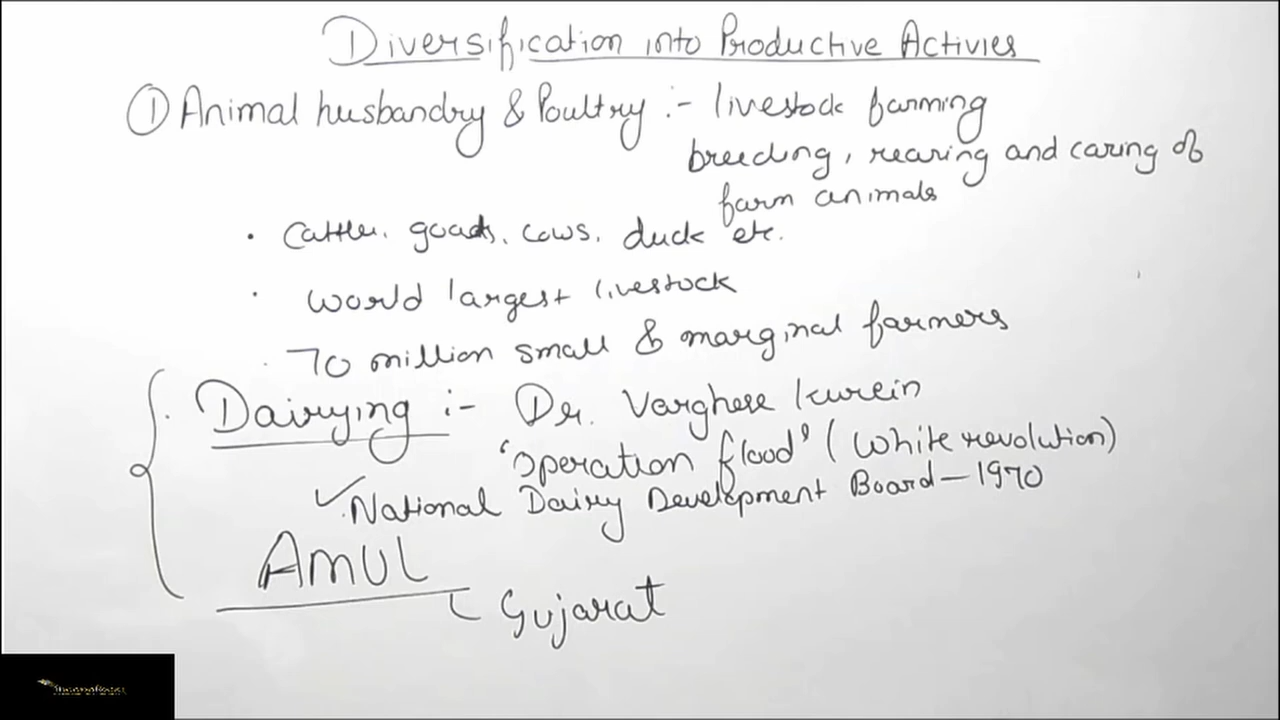 Diversification into Productive Activies
① Animal husbandry & Poultry :- livestock farming
breeding, rearing and caring of
farm animals
• Cattle, goads, cows, duck etc.
• World largest livestock
• 70 million small & marginal farmers
• Dairying :- Dr. Varghese kurein
'operation flood' (White revolution)
✓ National Dairy Development Board – 1970
AMUL
Gujarat